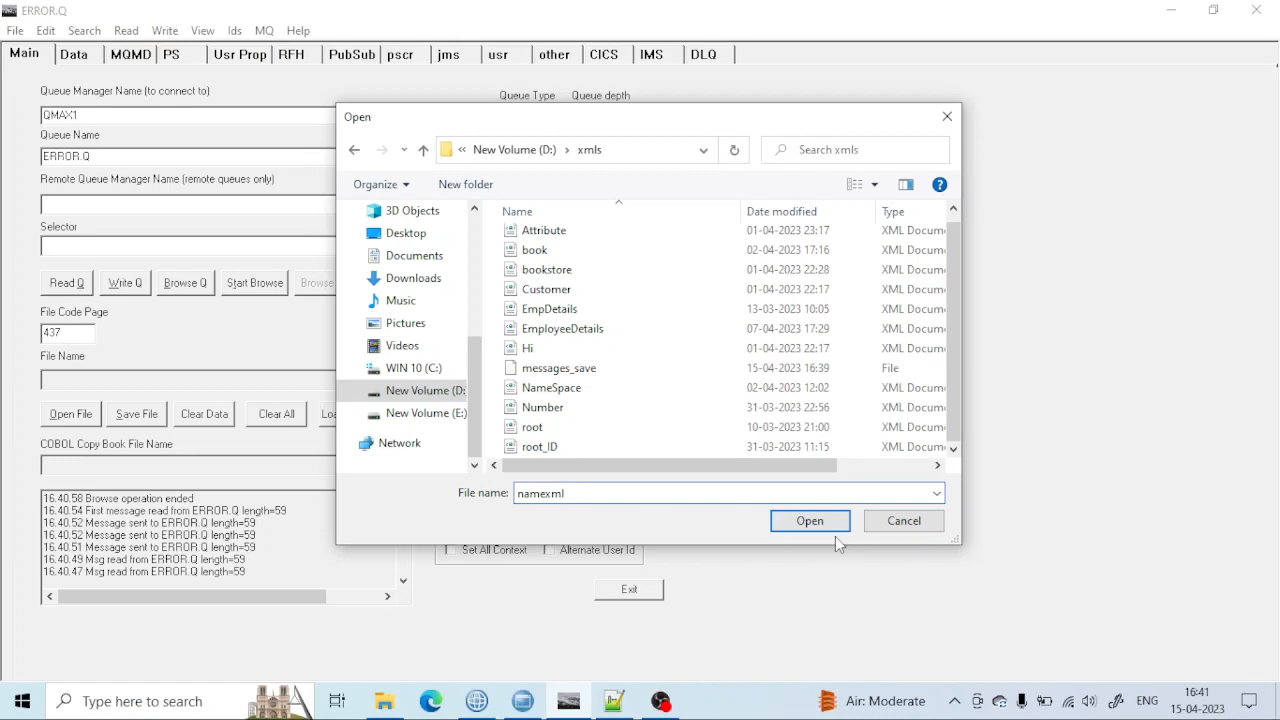 ERROR.Q
File Edit Search Read Write View Ids MQ Help
Main Data MQMD PS Usr Prop RFH PubSub pscr jms usr other CICS IMS DLQ
Queue Manager Name (to connect to)
Queue Type Queue depth
QMAX1
Queue Name
ERROR.Q
Remote Queue Manager Name (remote queues only)
Selector
Read Q Write Q Browse Q Start Browse Browse
File Code Page
437
File Name
Open File Save File Clear Data Clear All Loa
COBOL Copy Book File Name
16.40.58 Browse operation ended
16.40.54 First message read from ERROR.Q length=59
16.40.52 Message sent to ERROR.Q length=59
16.40.52 Message sent to ERROR.Q length=59
16.40.51 Message sent to ERROR.Q length=59
16.40.49 Msg read from ERROR.Q length=59
16.40.47 Msg read from ERROR.Q length=59
Set All Context Alternate User Id
Exit
Open
« New Volume (D:) › xmls
Search xmls
Organize New folder
3D Objects
Desktop
Documents
Downloads
Music
Pictures
Videos
WIN 10 (C:)
New Volume (D:
New Volume (E:)
Network
Name Date modified Type
Attribute 01-04-2023 23:17 XML Docum
book 02-04-2023 17:16 XML Docum
bookstore 01-04-2023 22:28 XML Docum
Customer 01-04-2023 22:17 XML Docum
EmpDetails 13-03-2023 10:05 XML Docum
EmployeeDetails 07-04-2023 17:29 XML Docum
Hi 01-04-2023 22:17 XML Docum
messages_save 15-04-2023 16:39 File
NameSpace 02-04-2023 12:02 XML Docum
Number 31-03-2023 22:56 XML Docum
root 10-03-2023 21:00 XML Docum
root_ID 31-03-2023 11:15 XML Docum
File name: namexml
Open Cancel
Type here to search
Air: Moderate
ENG
16:41
15-04-2023